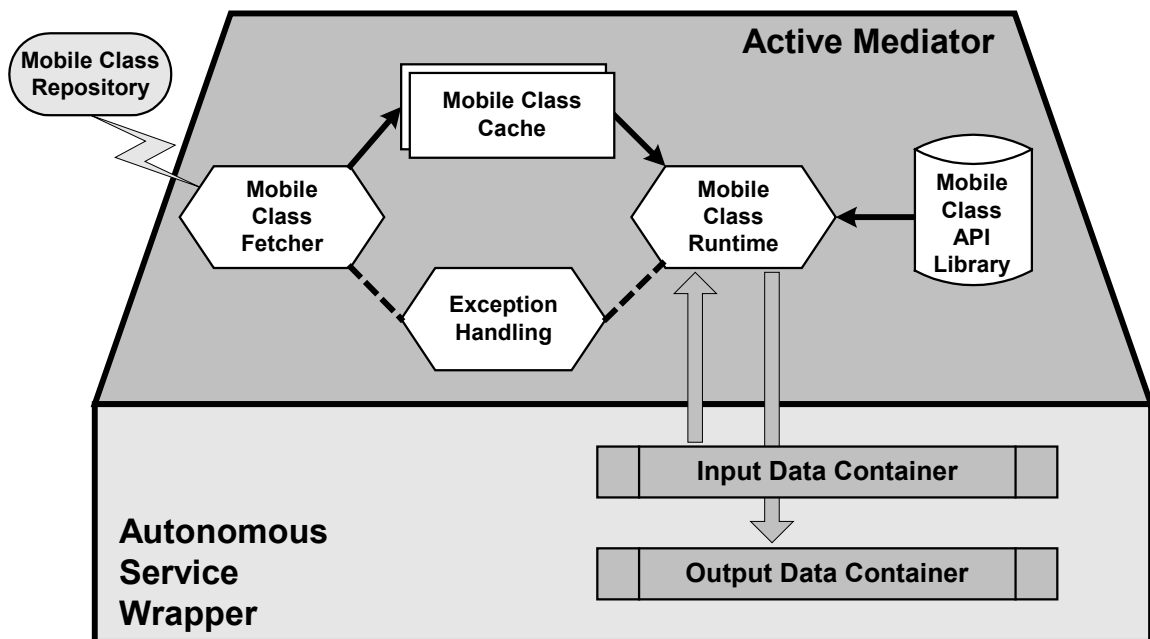 Active Mediator
Mobile Class
Repository
Mobile Class
Cache
Mobile
Class
Fetcher
Mobile
Class
Runtime
Mobile
Class
API
Library
Exception
Handling
Input Data Container
Output Data Container
Autonomous
Service
Wrapper